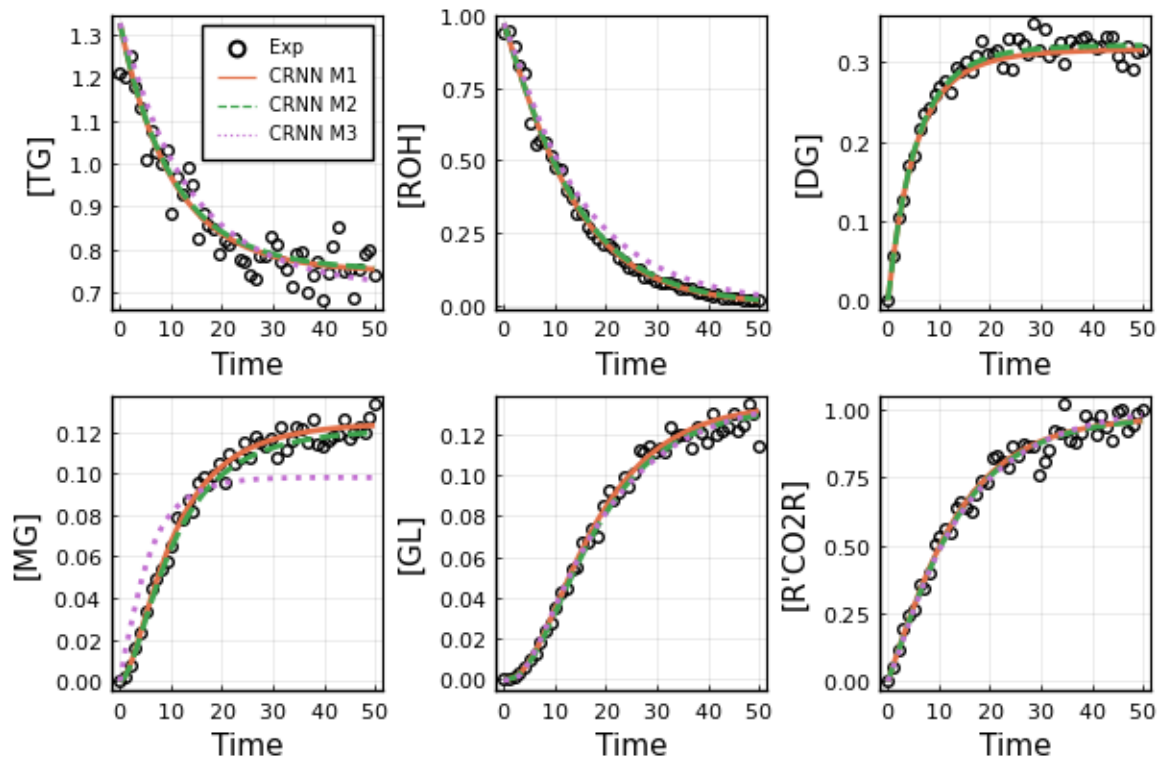 [TG]
1.3
1.2
1.1
1.0
0.9
0.8
0.7
0 10 20 30 40 50
Time
Exp
CRNN M1
CRNN M2
CRNN M3
[ROH]
1.00
0.75
0.50
0.25
0.00
0 10 20 30 40 50
Time
[DG]
0.3
0.2
0.1
0.0
0 10 20 30 40 50
Time
[MG]
0.12
0.10
0.08
0.06
0.04
0.02
0.00
0 10 20 30 40 50
Time
[GL]
0.12
0.10
0.08
0.06
0.04
0.02
0.00
0 10 20 30 40 50
Time
[R'CO2R]
1.00
0.75
0.50
0.25
0.00
0 10 20 30 40 50
Time